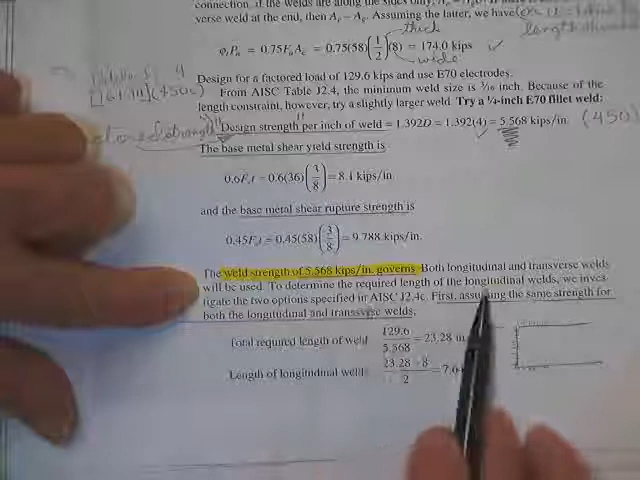 connection. if the welds are along the sides only,
verse weld at the end, then Aₑ = A_g. Assuming the latter, we have
thick
φₜPₙ = 0.75FᵤAₑ = 0.75(58)(1/2)(8) = 174.0 kips ✓
wide
Design for a factored load of 129.6 kips and use E70 electrodes.
From AISC Table J2.4, the minimum weld size is 3/16 inch. Because of the
length constraint, however, try a slightly larger weld. Try a ¼-inch E70 fillet weld:
Design strength per inch of weld = 1.392D = 1.392(4) = 5.568 kips/in. (450)
The base metal shear yield strength is
0.6F_y t = 0.6(36)(3/8) = 8.1 kips/in.
and the base metal shear rupture strength is
0.45Fᵤt = 0.45(58)(3/8) = 9.788 kips/in.
The weld strength of 5.568 kips/in. governs. Both longitudinal and transverse welds
will be used. To determine the required length of the longitudinal welds, we inves-
tigate the two options specified in AISC J2.4c. First, assuming the same strength for
both the longitudinal and transverse welds,
Total required length of weld = 129.6/5.568 = 23.28 in.
Length of longitudinal weld = (23.28 − 8)/2 = 7.6